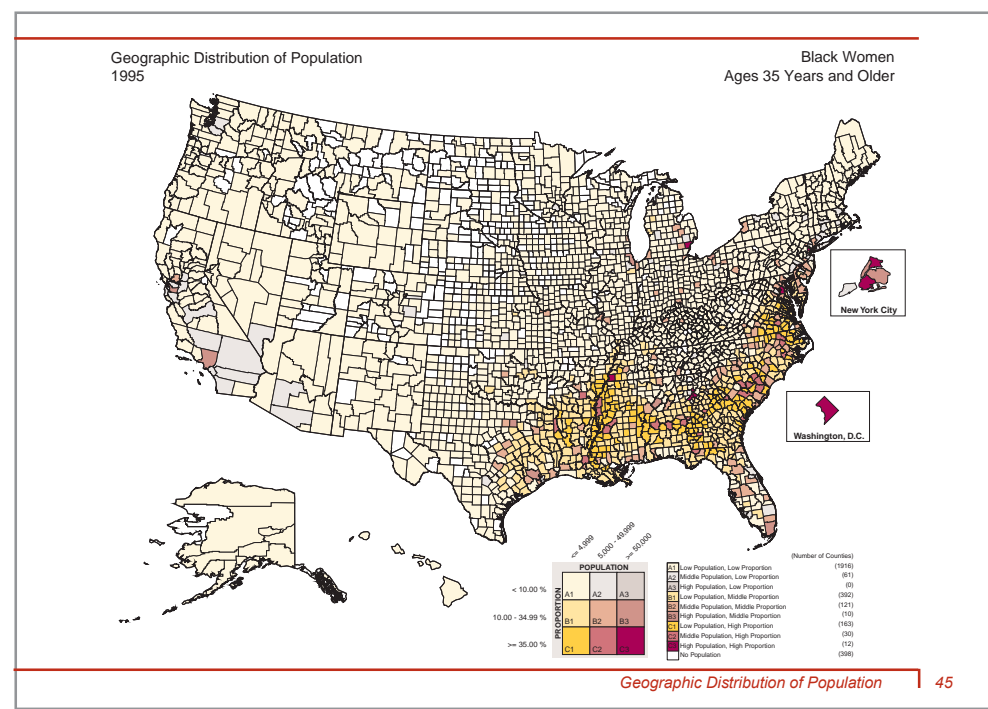 Geographic Distribution of Population
1995
Black Women
Ages 35 Years and Older
New York City
Washington, D.C.
<= 4,999
5,000 - 49,999
>= 50,000
POPULATION
PROPORTION
< 10.00 %
A1 A2 A3
10.00 - 34.99 %
B1 B2 B3
>= 35.00 %
C1 C2 C3
(Number of Counties)
A1 Low Population, Low Proportion (1916)
A2 Middle Population, Low Proportion (61)
A3 High Population, Low Proportion (0)
B1 Low Population, Middle Proportion (392)
B2 Middle Population, Middle Proportion (121)
B3 High Population, Middle Proportion (10)
C1 Low Population, High Proportion (163)
C2 Middle Population, High Proportion (30)
High Population, High Proportion (12)
No Population (398)
Geographic Distribution of Population 45